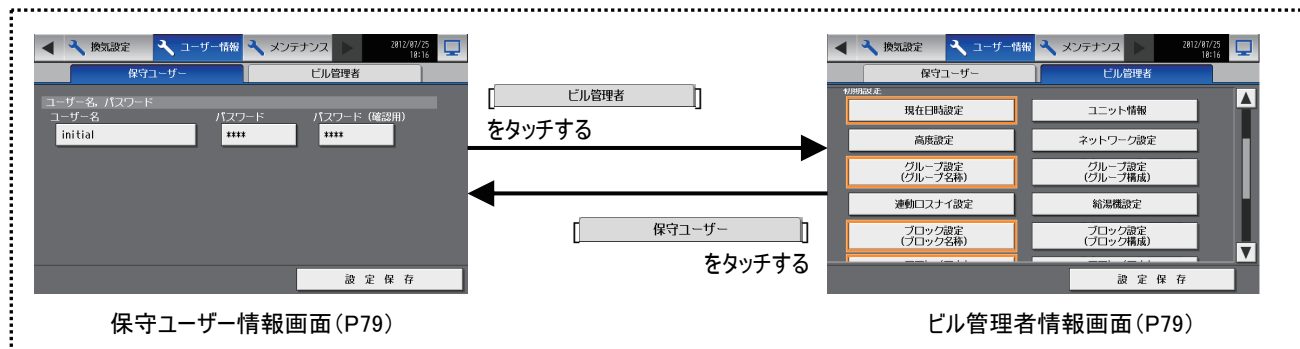 換気設定 ユーザー情報 メンテナンス 2012/07/25 10:16
保守ユーザー ビル管理者
ユーザー名, パスワード
ユーザー名 パスワード パスワード (確認用)
initial **** ****
設 定 保 存
保守ユーザー情報画面(P79)
[ ビル管理者 ]
をタッチする
[ 保守ユーザー ]
をタッチする
換気設定 ユーザー情報 メンテナンス 2012/07/25 10:16
保守ユーザー ビル管理者
初期設定
現在日時設定 ユニット情報
高度設定 ネットワーク設定
グループ設定 (グループ名称) グループ設定 (グループ構成)
連動ロスナイ設定 給湯機設定
ブロック設定 (ブロック名称) ブロック設定 (ブロック構成)
設 定 保 存
ビル管理者情報画面(P79)